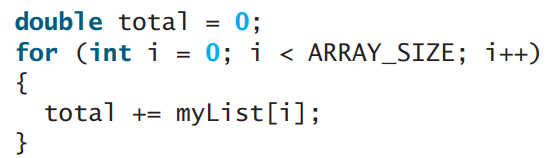 double total = 0;
for (int i = 0; i < ARRAY_SIZE; i++)
{
  total += myList[i];
}